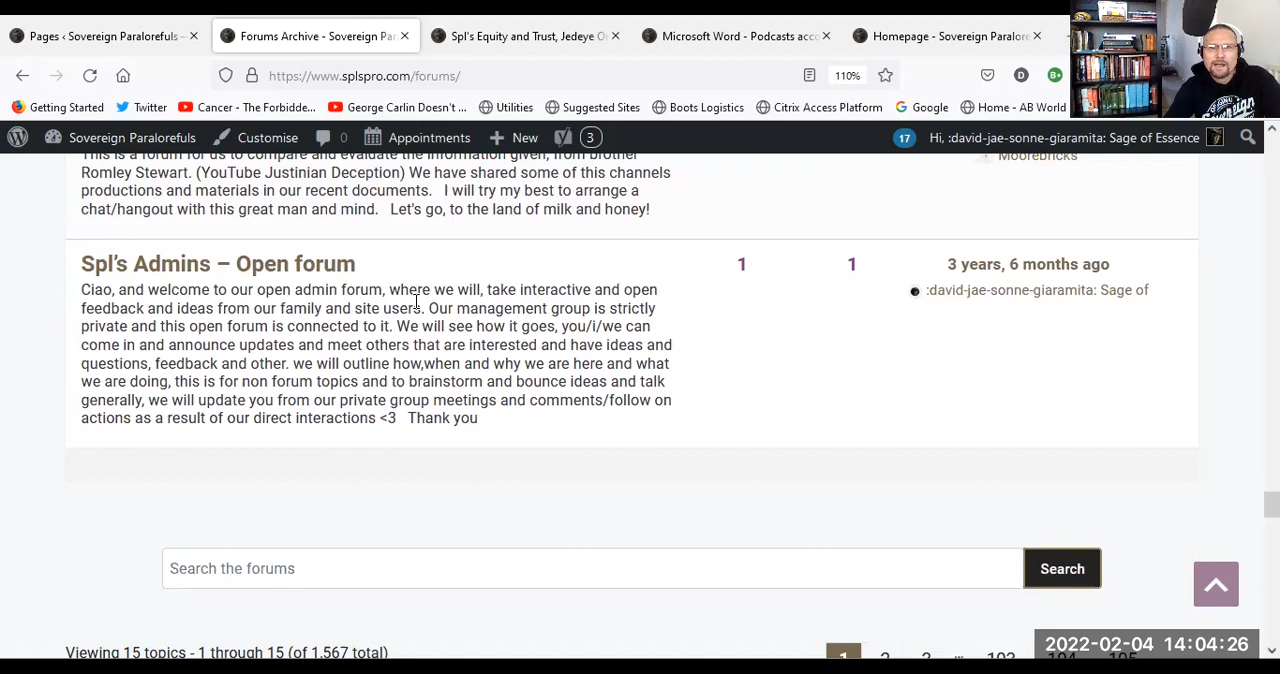 Pages ‹ Sovereign Paralorefuls –
Forums Archive - Sovereign Par
Spl's Equity and Trust, Jedeye O
Microsoft Word - Podcasts acco
Homepage - Sovereign Paralore
https://www.splspro.com/forums/
110%
D
B+
Getting Started
Twitter
Cancer - The Forbidde...
George Carlin Doesn't ...
Utilities
Suggested Sites
Boots Logistics
Citrix Access Platform
Google
Home - AB World
Sovereign Paralorefuls
Customise
0
Appointments
New
3
17
Hi, :david-jae-sonne-giaramita: Sage of Essence
This is a forum for us to compare and evaluate the information given, from brother
Moorebricks
Romley Stewart. (YouTube Justinian Deception) We have shared some of this channels
productions and materials in our recent documents. I will try my best to arrange a
chat/hangout with this great man and mind. Let's go, to the land of milk and honey!
Spl's Admins – Open forum
1
1
3 years, 6 months ago
:david-jae-sonne-giaramita: Sage of
Ciao, and welcome to our open admin forum, where we will, take interactive and open
feedback and ideas from our family and site users. Our management group is strictly
private and this open forum is connected to it. We will see how it goes, you/i/we can
come in and announce updates and meet others that are interested and have ideas and
questions, feedback and other. we will outline how,when and why we are here and what
we are doing, this is for non forum topics and to brainstorm and bounce ideas and talk
generally, we will update you from our private group meetings and comments/follow on
actions as a result of our direct interactions <3 Thank you
Search the forums
Search
Viewing 15 topics - 1 through 15 (of 1,567 total)
1 2 3 … 103 104 105
2022-02-04 14:04:26